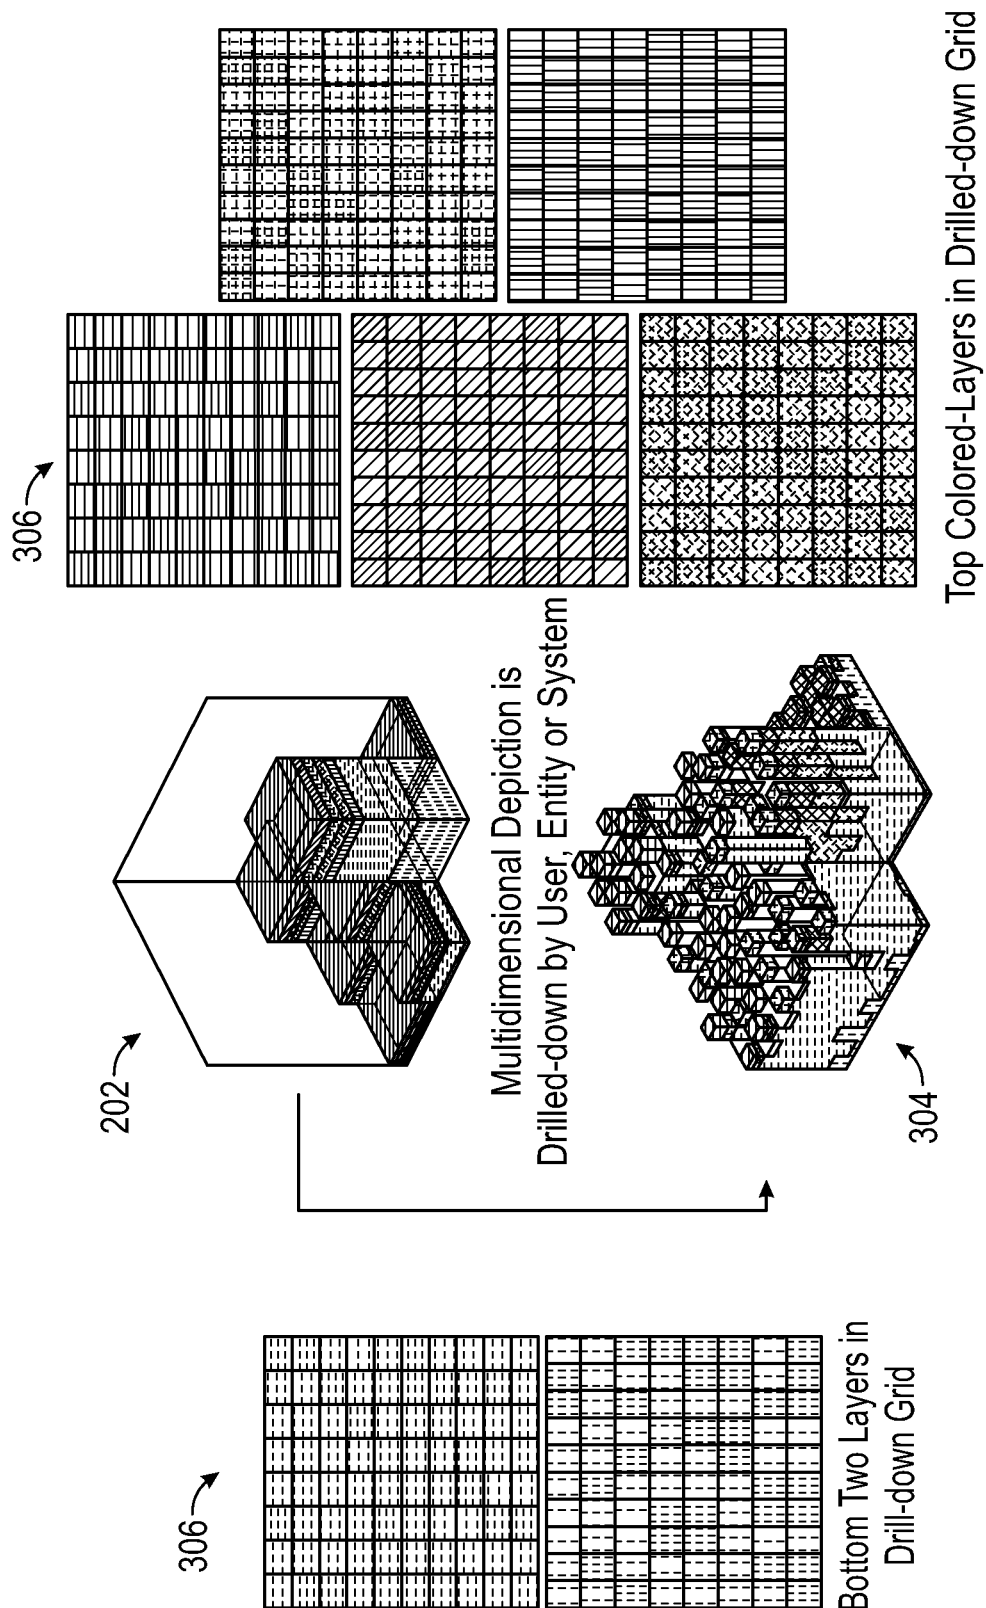 306
Bottom Two Layers in
Drill-down Grid
202
Multidimensional Depiction is
Drilled-down by User, Entity or System
304
306
Top Colored-Layers in Drilled-down Grid